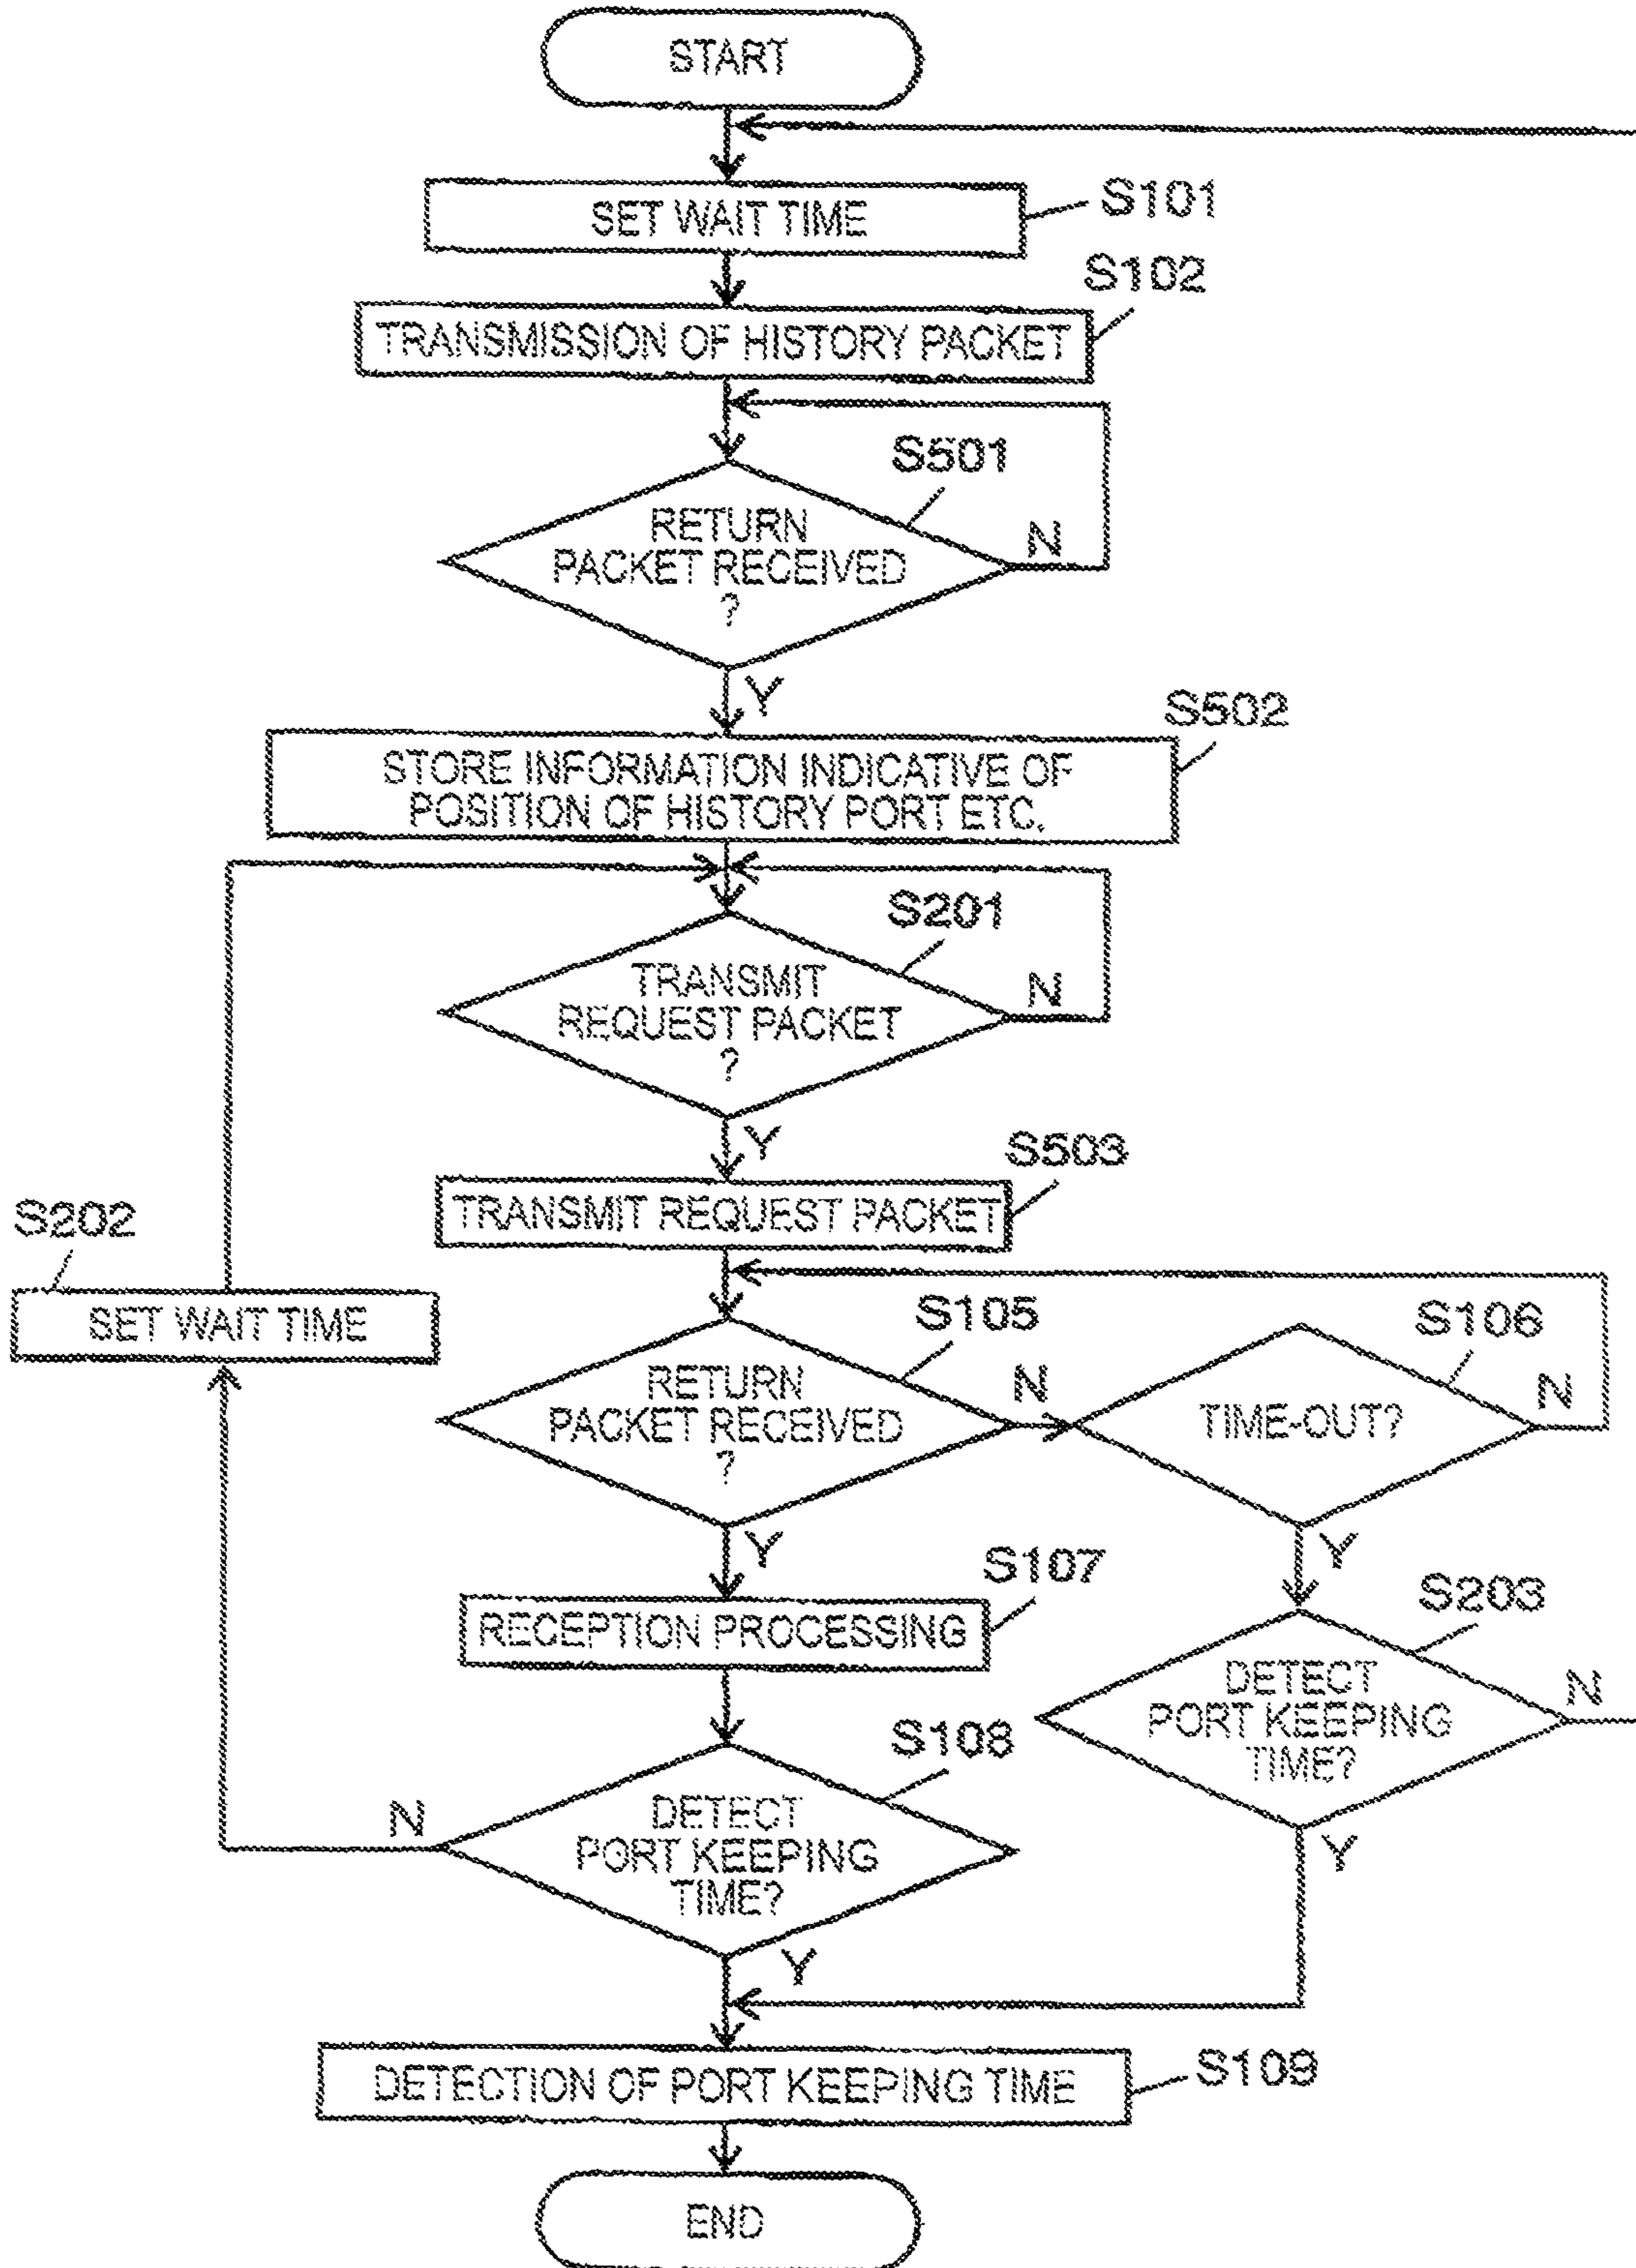 START
SET WAIT TIME
S101
S102
TRANSMISSION OF HISTORY PACKET
S501
RETURN
PACKET RECEIVED
?
N
Y
S502
STORE INFORMATION INDICATIVE OF
POSITION OF HISTORY PORT ETC.
S201
TRANSMIT
REQUEST PACKET
?
N
Y
S503
TRANSMIT REQUEST PACKET
S202
SET WAIT TIME
S105
RETURN
PACKET RECEIVED
?
N
S106
TIME-OUT?
N
Y
Y
S107
RECEPTION PROCESSING
S203
DETECT
PORT KEEPING
TIME?
N
Y
S108
DETECT
PORT KEEPING
TIME?
N
Y
DETECTION OF PORT KEEPING TIME
S109
END